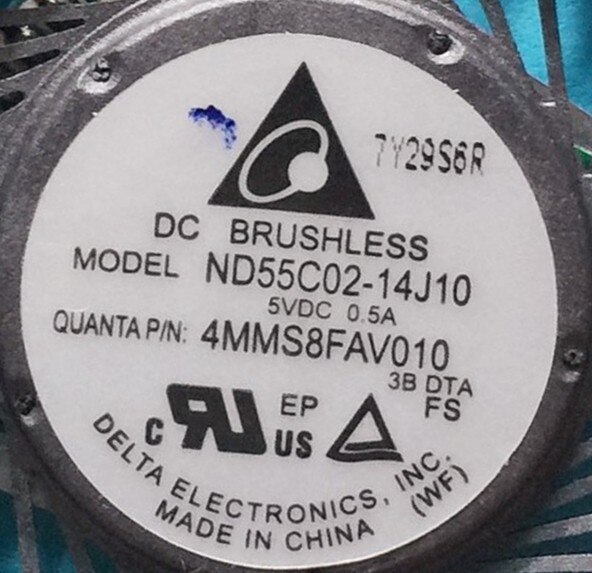 7Y29S6R
DC BRUSHLESS
MODEL ND55C02-14J10
5VDC 0.5A
QUANTA P/N: 4MMS8FAV010
3B DTA
FS
C RU US EP
DELTA ELECTRONICS, INC.
MADE IN CHINA (WF)